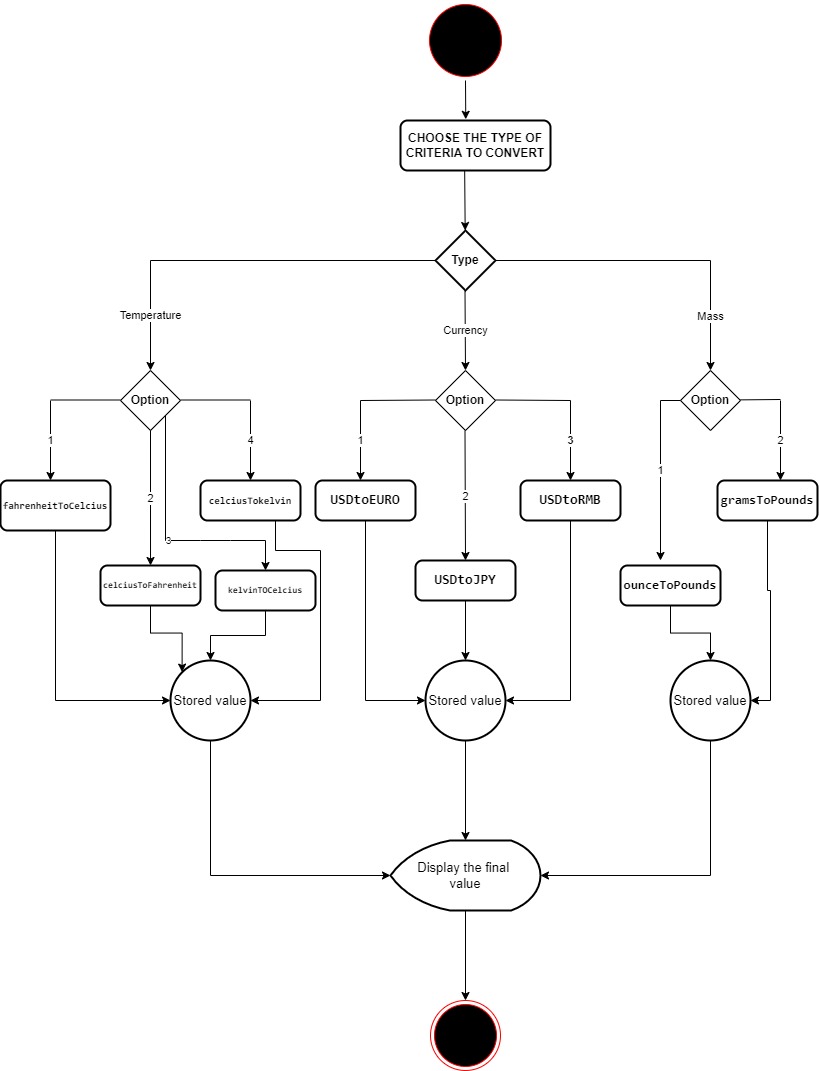 CHOOSE THE TYPE OF
CRITERIA TO CONVERT
Type
Temperature
Currency
Mass
Option
Option
Option
1
4
1
3
2
2
2
1
3
fahrenheitToCelcius
celciusTokelvin
USDtoEURO
USDtoRMB
gramsToPounds
celciusToFahrenheit
kelvinTOCelcius
USDtoJPY
ounceToPounds
Stored value
Stored value
Stored value
Display the final
value